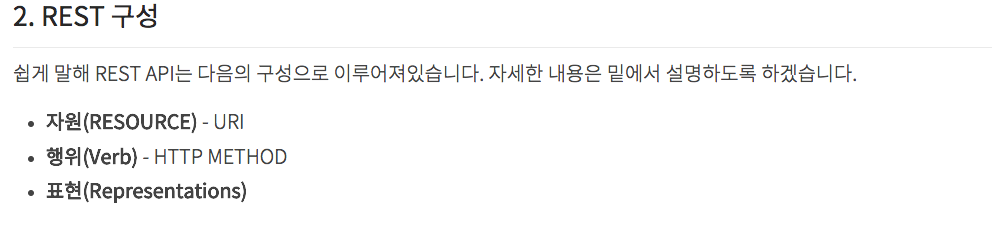 2. REST 구성
쉽게 말해 REST API는 다음의 구성으로 이루어져있습니다. 자세한 내용은 밑에서 설명하도록 하겠습니다.
• 자원(RESOURCE) - URI
• 행위(Verb) - HTTP METHOD
• 표현(Representations)